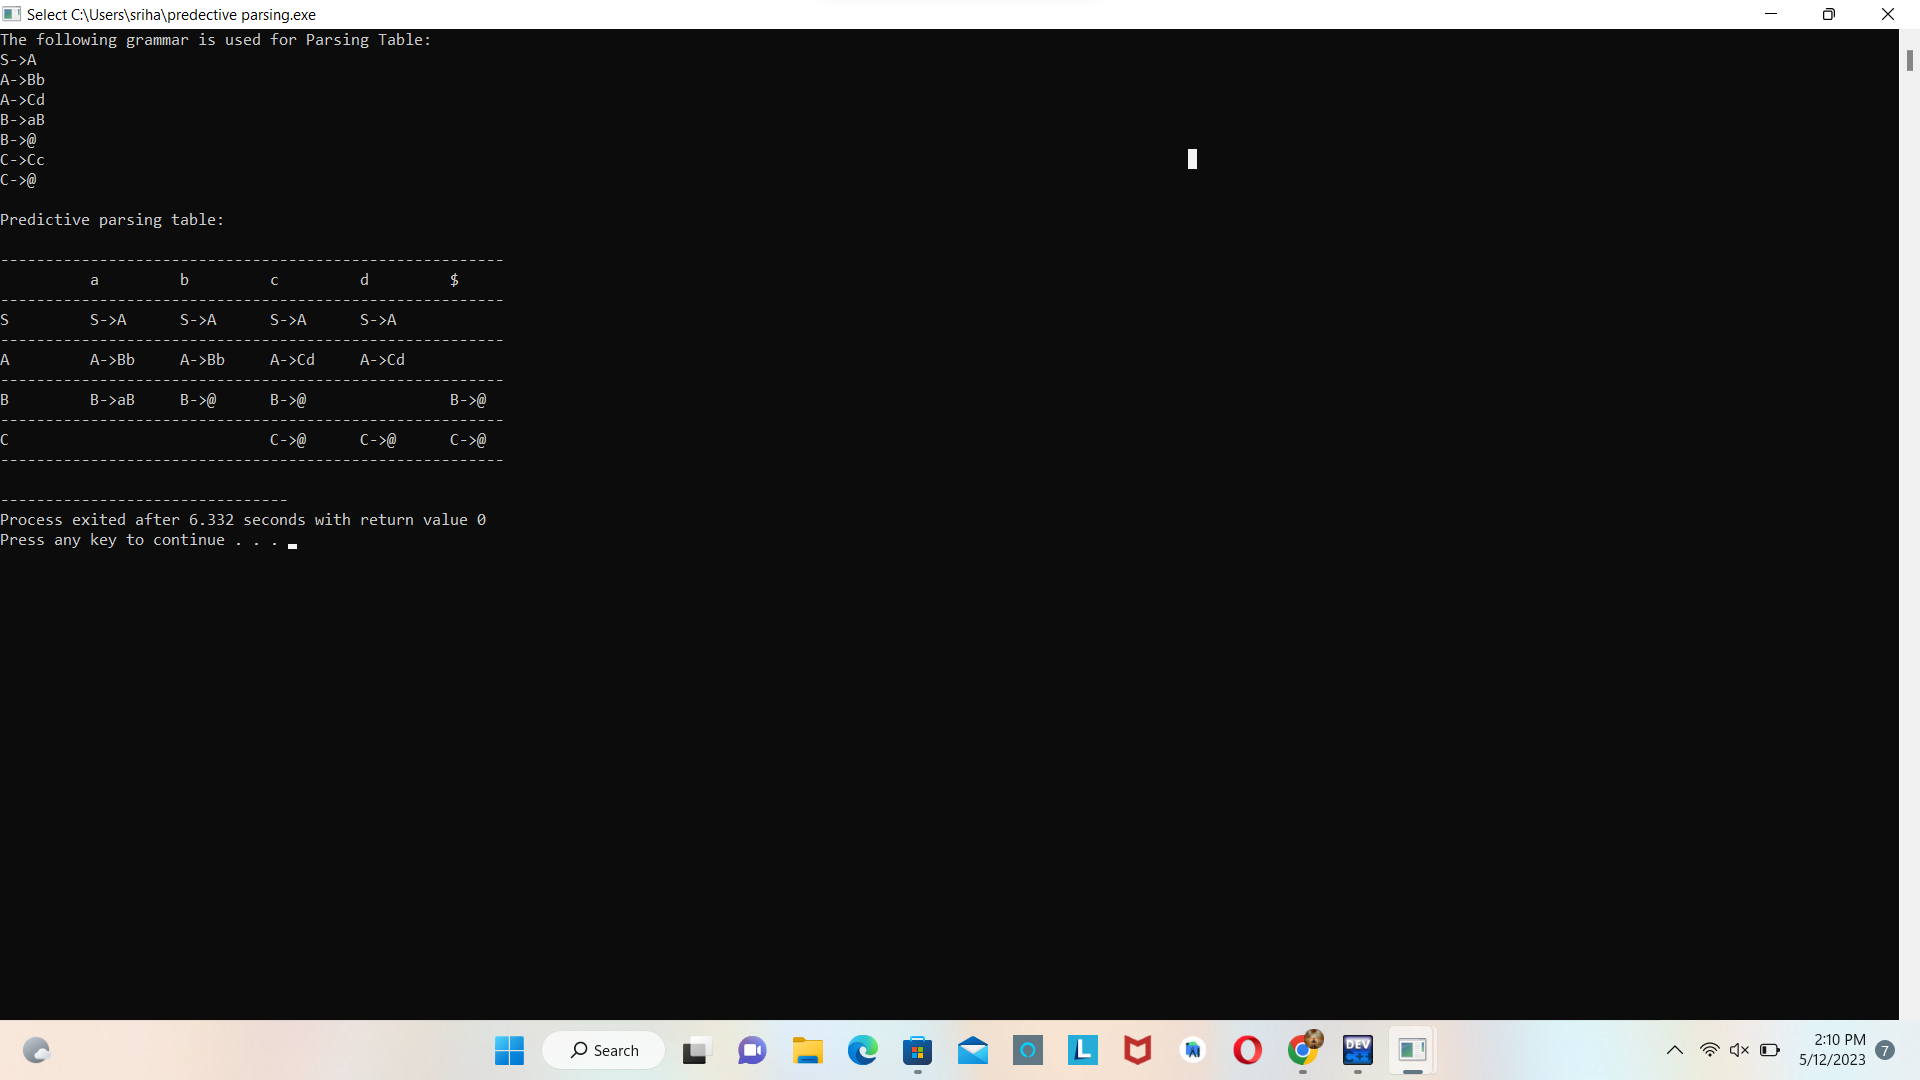 Select C:\Users\sriha\predective parsing.exe
The following grammar is used for Parsing Table:
S->A
A->Bb
A->Cd
B->aB
B->@
C->Cc
C->@
Predictive parsing table:
--------------------------------------------------------
a b c d $
--------------------------------------------------------
S S->A S->A S->A S->A
--------------------------------------------------------
A A->Bb A->Bb A->Cd A->Cd
--------------------------------------------------------
B B->aB B->@ B->@ B->@
--------------------------------------------------------
C C->@ C->@ C->@
--------------------------------------------------------
--------------------------------
Process exited after 6.332 seconds with return value 0
Press any key to continue . . .
Search
L
AI
DEV
C++
2:10 PM
5/12/2023
7